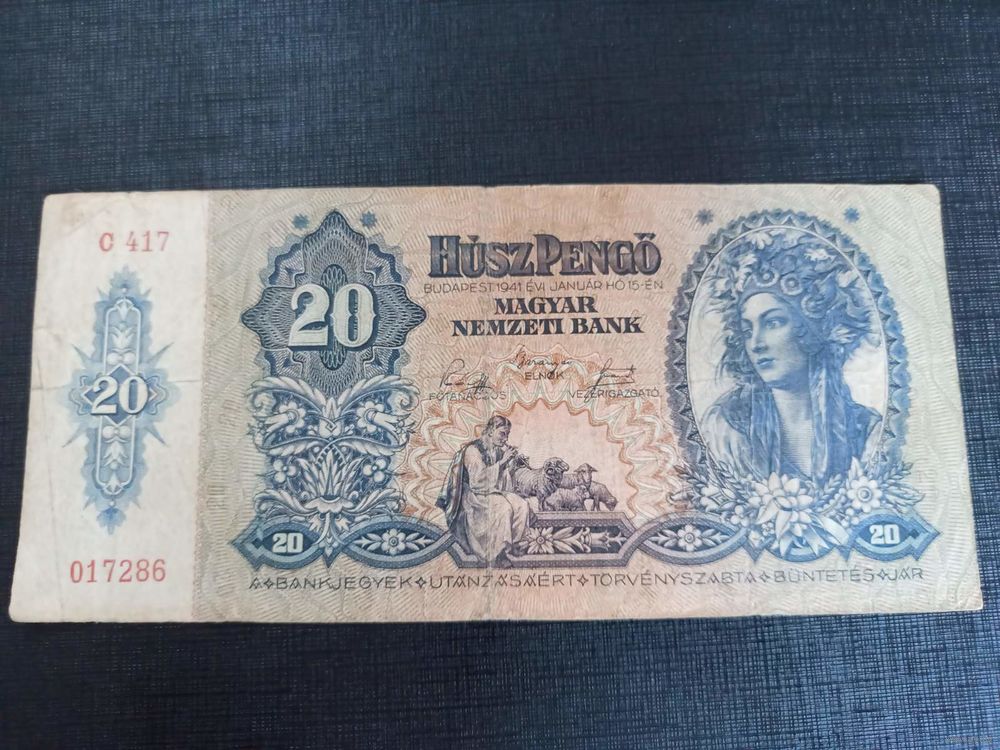 C 417
20
017286
20
HÚSZ PENGŐ
BUDAPEST, 1941 ÉVI JANUÁR HÓ 15-ÉN
MAGYAR
NEMZETI BANK
ELNÖK
FŐTANÁCSOS VEZÉRIGAZGATÓ
20 20
A BANKJEGYEK UTÁNZÁSÁÉRT TÖRVÉNYSZABTA BÜNTETÉS JÁR